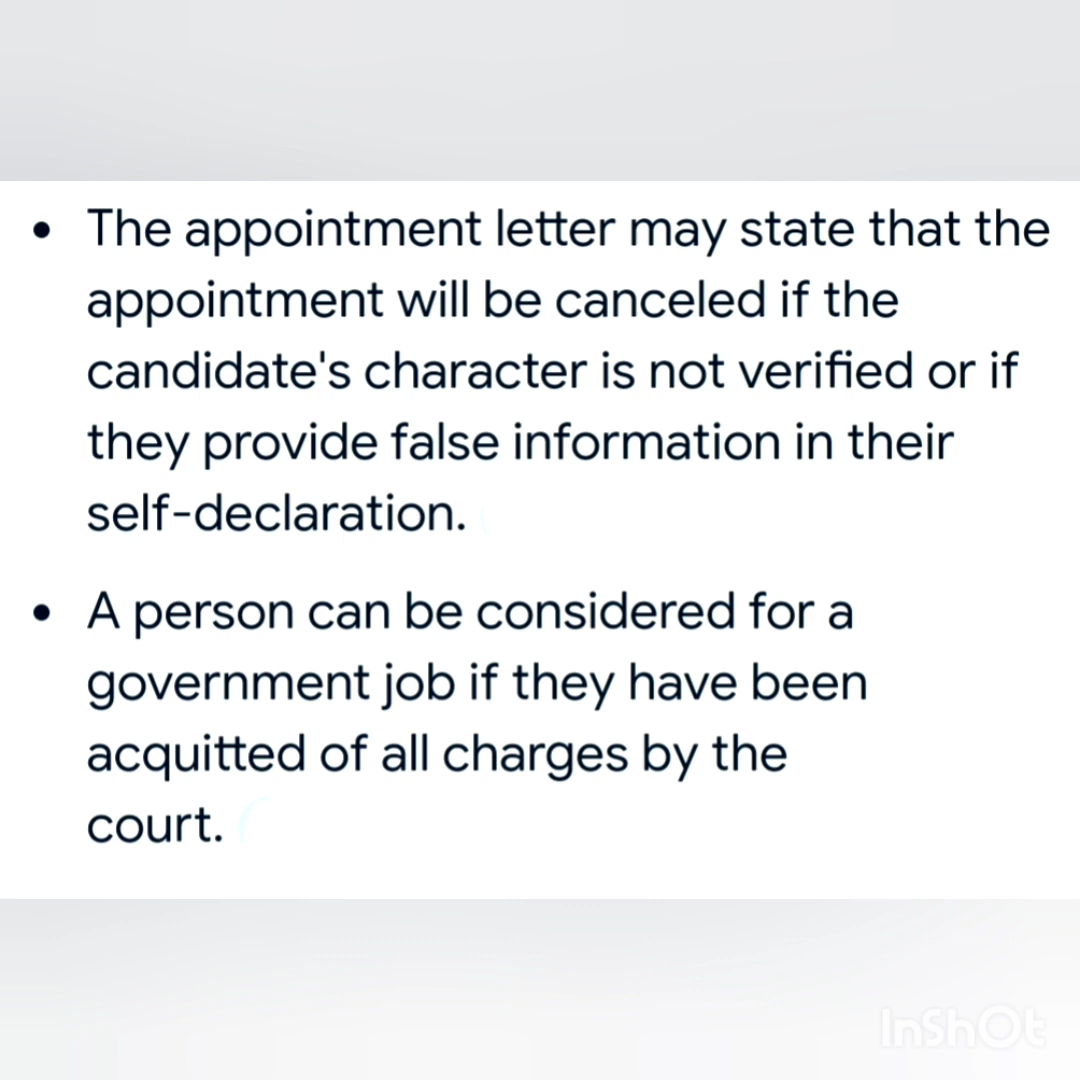 • The appointment letter may state that the
appointment will be canceled if the
candidate's character is not verified or if
they provide false information in their
self-declaration.
• A person can be considered for a
government job if they have been
acquitted of all charges by the
court.
InShOt